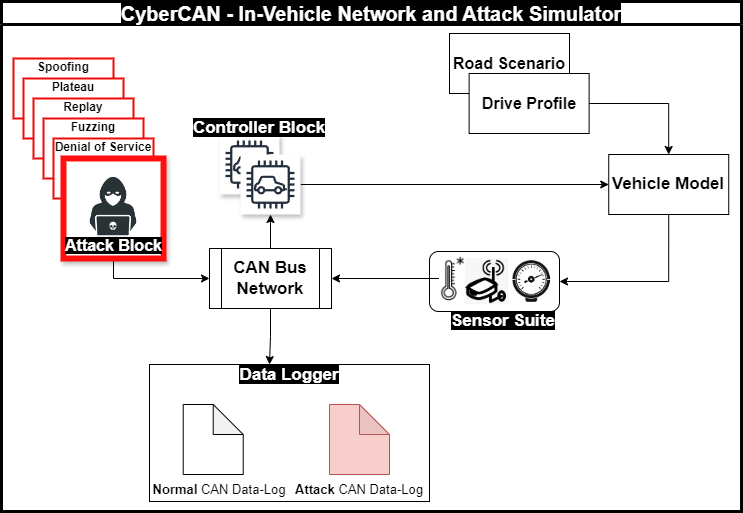 CyberCAN - In-Vehicle Network and Attack Simulator
Spoofing
Plateau
Replay
Fuzzing
Denial of Service
Attack Block
Controller Block
Road Scenario
Drive Profile
Vehicle Model
CAN Bus
Network
*
Sensor Suite
Data Logger
Normal CAN Data-Log
Attack CAN Data-Log